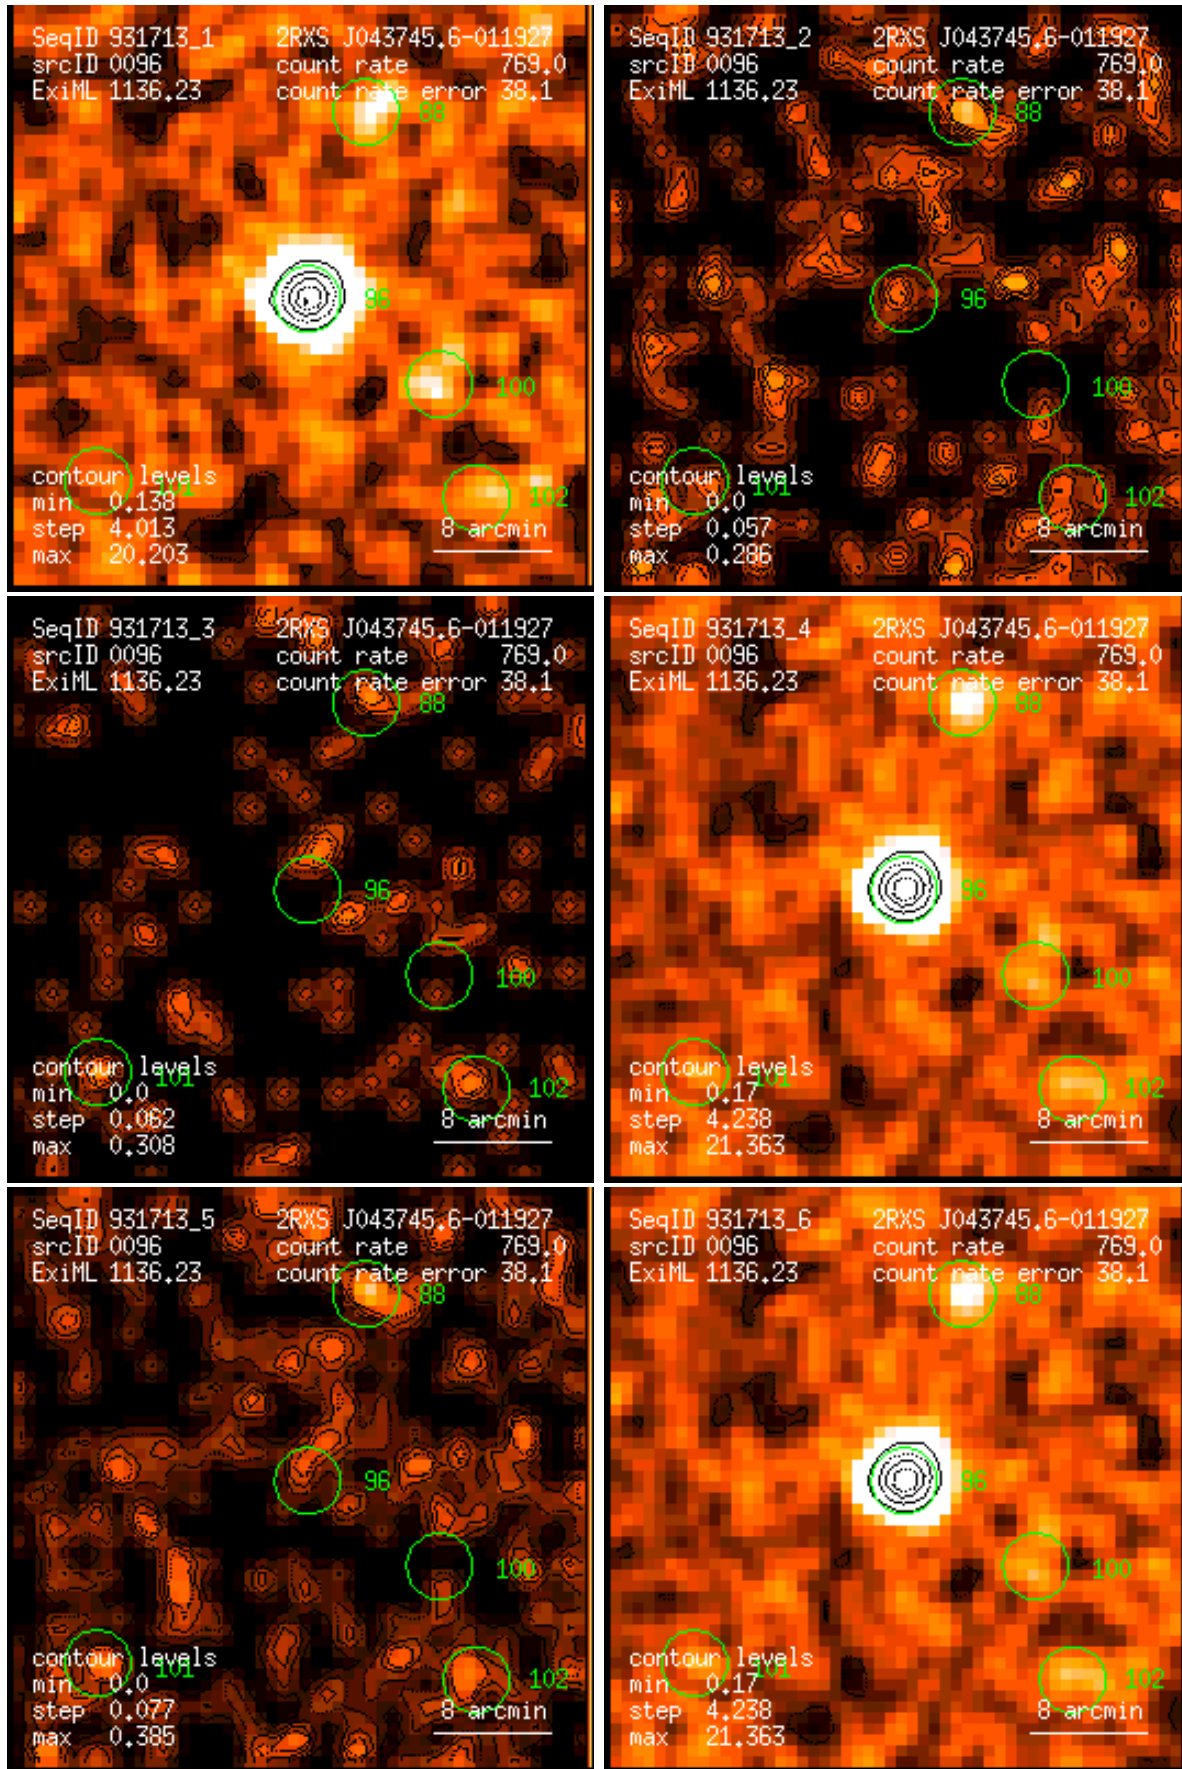 SeqID 931713_1 2RXS J043745.6-011927
srcID 0096 count rate 769.0
ExiML 1136.23 count rate error 38.1
88
96
100
contour levels
101
min 0.138 102
step 4.013 8 arcmin
max 20.203
SeqID 931713_2 2RXS J043745.6-011927
srcID 0096 count rate 769.0
ExiML 1136.23 count rate error 38.1
88
96
100
contour levels
101
min 0.0 102
step 0.057 8 arcmin
max 0.286
SeqID 931713_3 2RXS J043745.6-011927
srcID 0096 count rate 769.0
ExiML 1136.23 count rate error 38.1
88
96
100
contour levels
101
min 0.0 102
step 0.062 8 arcmin
max 0.308
SeqID 931713_4 2RXS J043745.6-011927
srcID 0096 count rate 769.0
ExiML 1136.23 count rate error 38.1
88
96
100
contour levels
101
min 0.17 102
step 4.238 8 arcmin
max 21.363
SeqID 931713_5 2RXS J043745.6-011927
srcID 0096 count rate 769.0
ExiML 1136.23 count rate error 38.1
88
96
100
contour levels
101
min 0.0 102
step 0.077 8 arcmin
max 0.385
SeqID 931713_6 2RXS J043745.6-011927
srcID 0096 count rate 769.0
ExiML 1136.23 count rate error 38.1
88
96
100
contour levels
101
min 0.17 102
step 4.238 8 arcmin
max 21.363